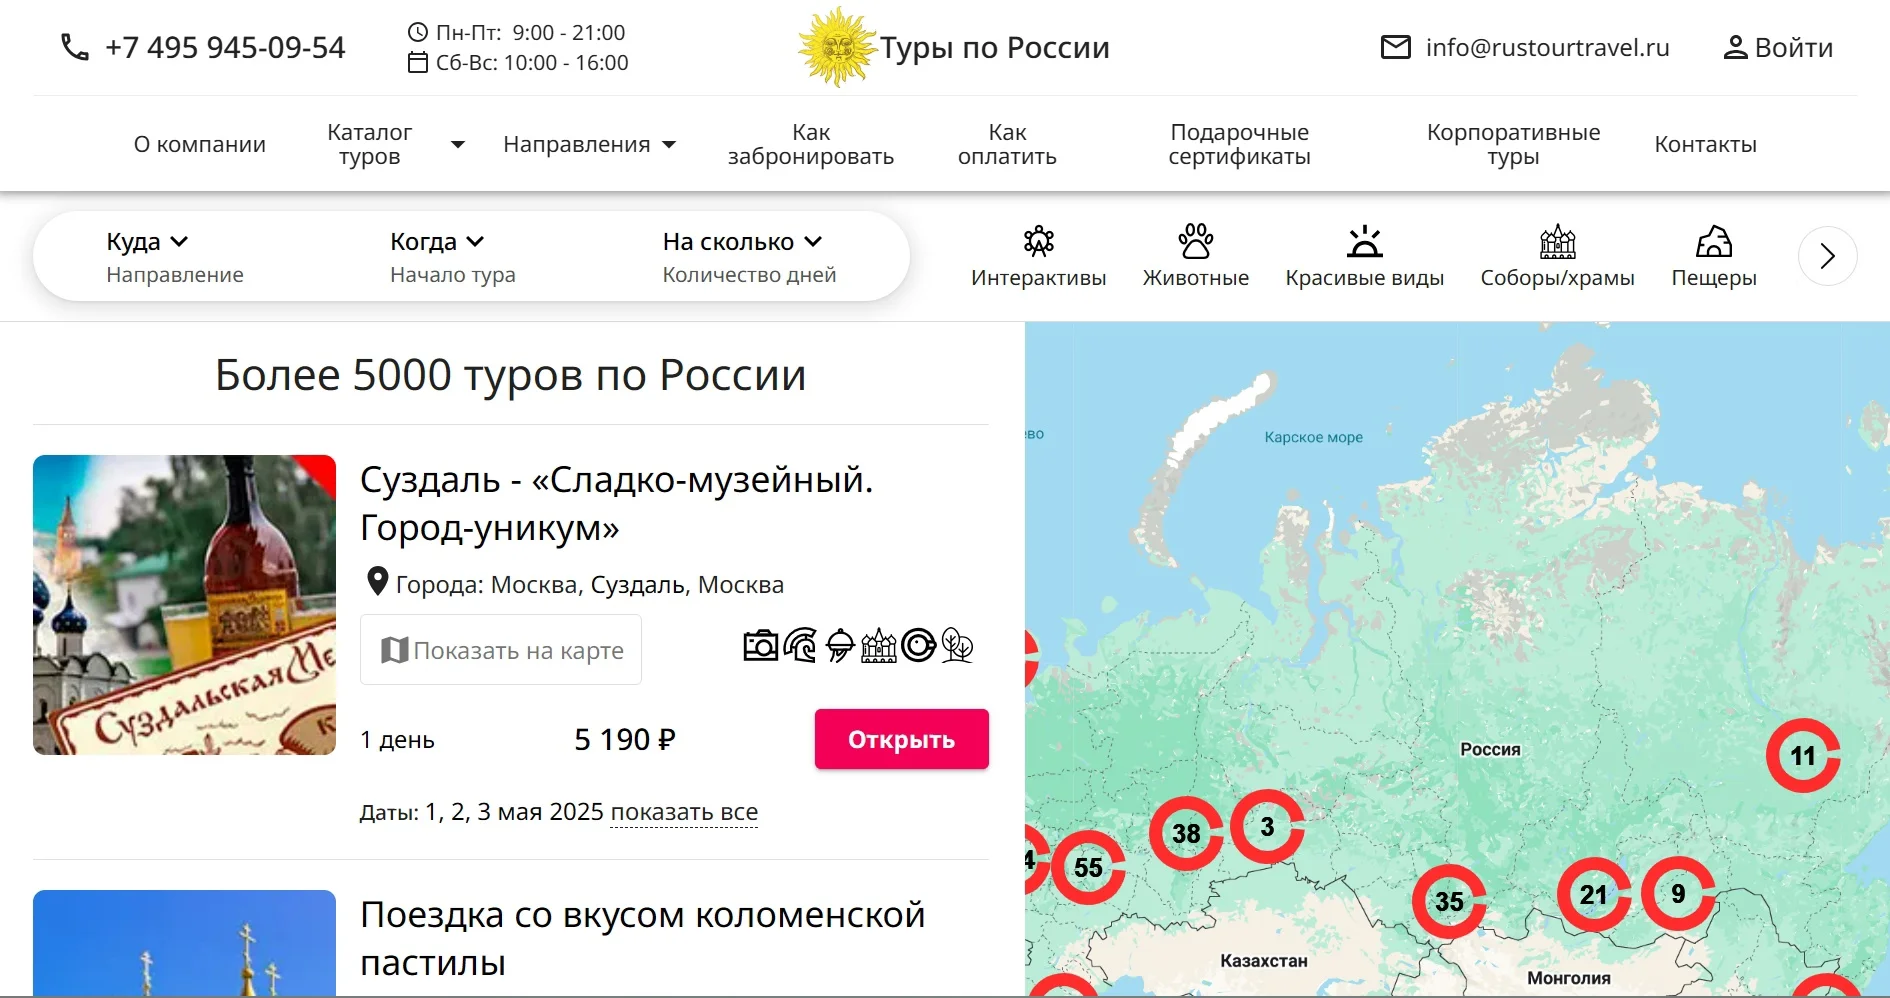 +7 495 945-09-54
Пн-Пт: 9:00 - 21:00
Сб-Вс: 10:00 - 16:00
Туры по России
info@rustourtravel.ru
Войти
О компании
Каталог
туров
Направления
Как
забронировать
Как
оплатить
Подарочные
сертификаты
Корпоративные
туры
Контакты
Куда
Направление
Когда
Начало тура
На сколько
Количество дней
Интерактивы
Животные
Красивые виды
Соборы/храмы
Пещеры
Более 5000 туров по России
Суздаль - «Сладко-музейный.
Город-уникум»
Города: Москва, Суздаль, Москва
Показать на карте
1 день
5 190 ₽
Открыть
Даты: 1, 2, 3 мая 2025 показать все
Суздальская
Поездка со вкусом коломенской
пастилы
Карское море
Россия
11
38
3
4
55
35
21
9
Казахстан
Монголия